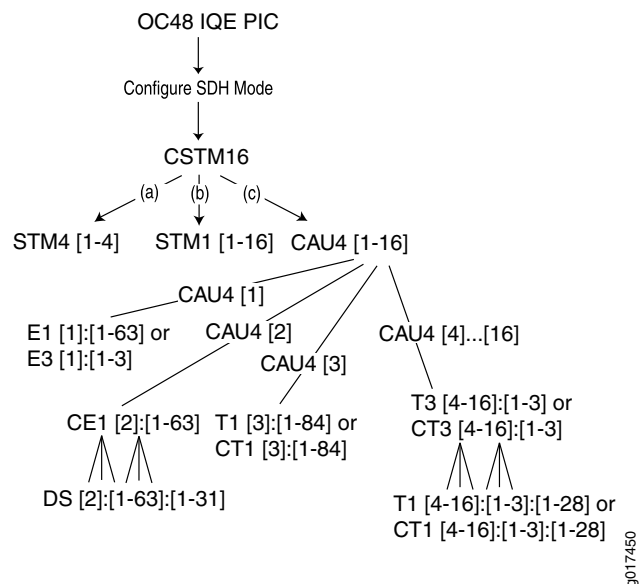 OC48 IQE PIC
Configure SDH Mode
CSTM16
(a) (b) (c)
STM4 [1-4] STM1 [1-16] CAU4 [1-16]
CAU4 [1]
E1 [1]:[1-63] or
E3 [1]:[1-3]
CAU4 [2]
CAU4 [3]
CAU4 [4]...[16]
CE1 [2]:[1-63]
T1 [3]:[1-84] or
CT1 [3]:[1-84]
T3 [4-16]:[1-3] or
CT3 [4-16]:[1-3]
DS [2]:[1-63]:[1-31]
T1 [4-16]:[1-3]:[1-28] or
CT1 [4-16]:[1-3]:[1-28]
g017450